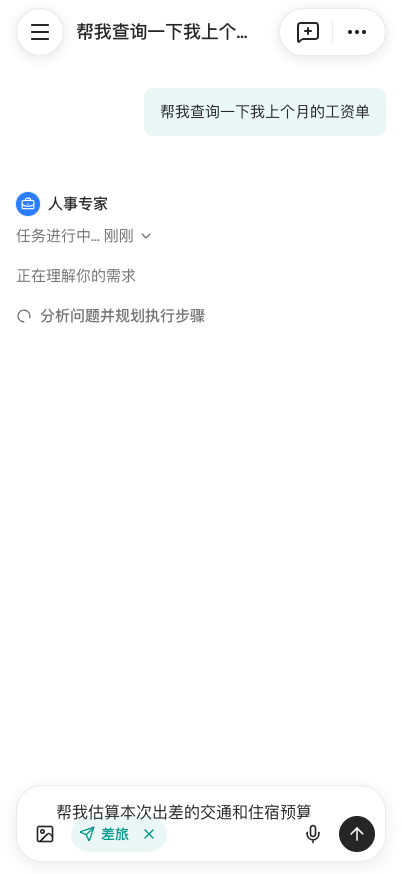 帮我查询一下我上个...
帮我查询一下我上个月的工资单
人事专家
任务进行中... 刚刚
正在理解你的需求
分析问题并规划执行步骤
帮我估算本次出差的交通和住宿预算
差旅